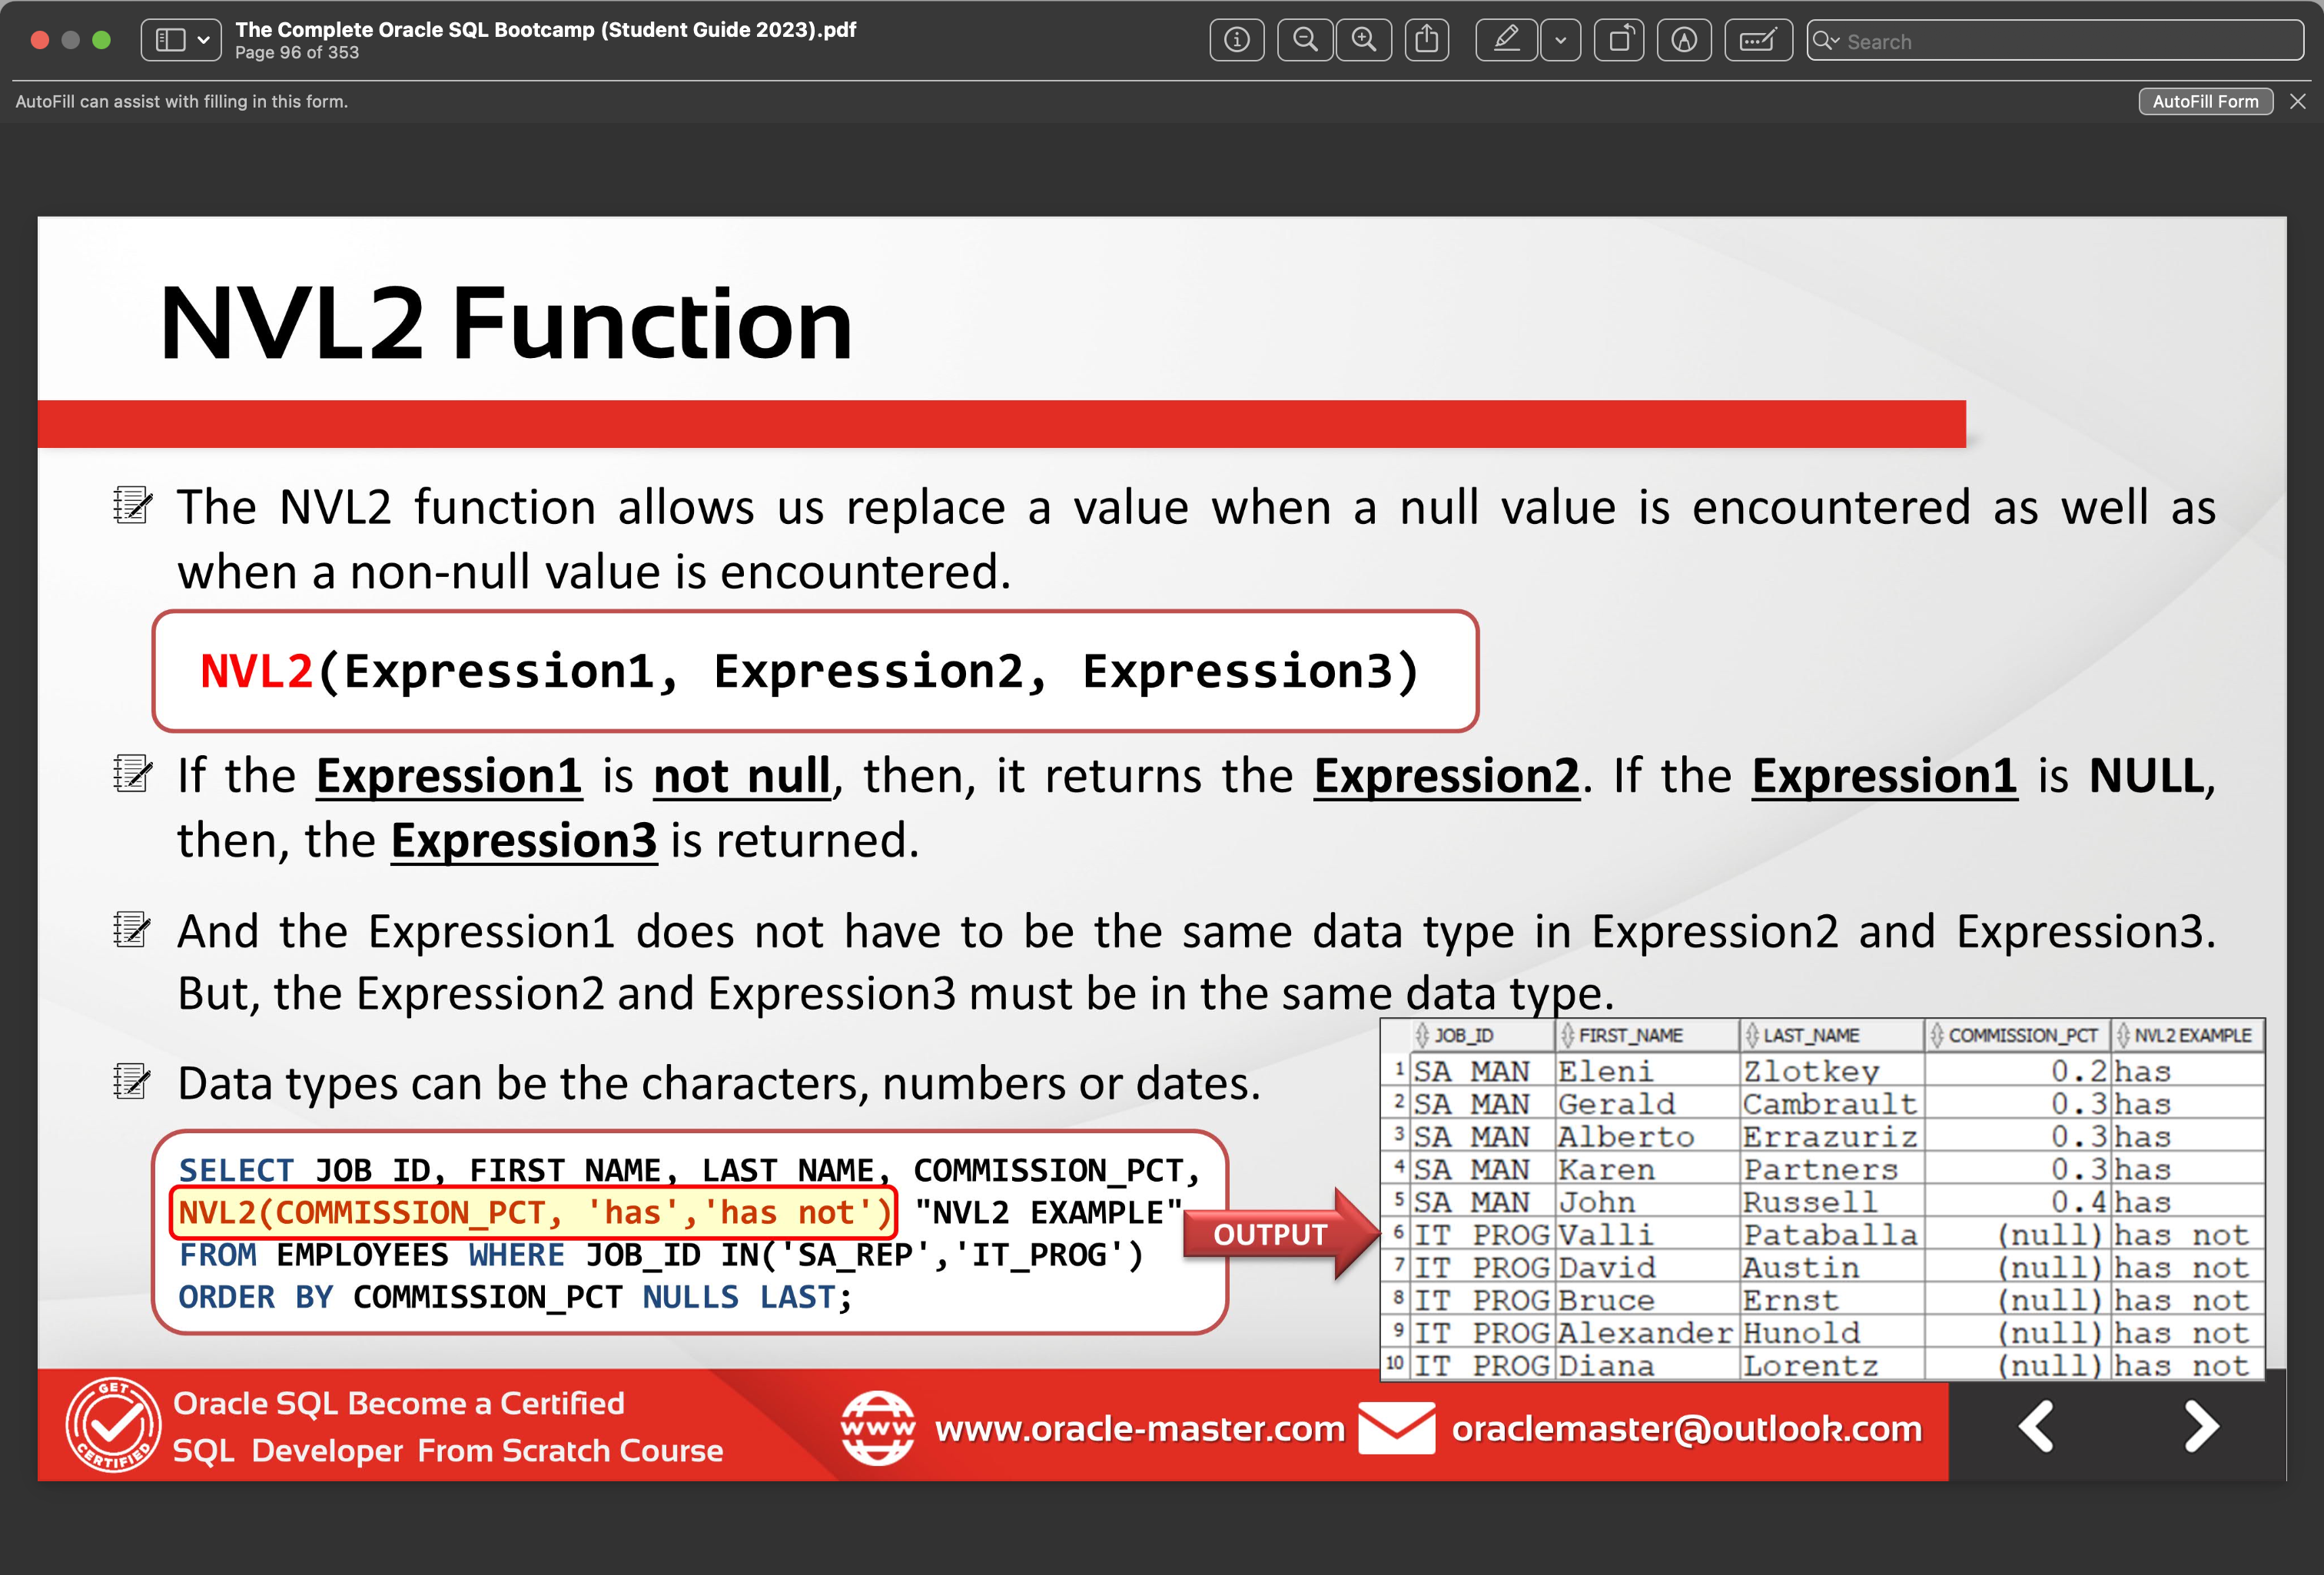 The Complete Oracle SQL Bootcamp (Student Guide 2023).pdf
Page 96 of 353
Search
AutoFill can assist with filling in this form.
AutoFill Form
NVL2 Function
The NVL2 function allows us replace a value when a null value is encountered as well as
when a non-null value is encountered.
NVL2(Expression1, Expression2, Expression3)
If the Expression1 is not null, then, it returns the Expression2. If the Expression1 is NULL,
then, the Expression3 is returned.
And the Expression1 does not have to be the same data type in Expression2 and Expression3.
But, the Expression2 and Expression3 must be in the same data type.
Data types can be the characters, numbers or dates.
SELECT JOB_ID, FIRST_NAME, LAST_NAME, COMMISSION_PCT,
NVL2(COMMISSION_PCT, 'has','has not') "NVL2 EXAMPLE"
FROM EMPLOYEES WHERE JOB_ID IN('SA_REP','IT_PROG')
ORDER BY COMMISSION_PCT NULLS LAST;
OUTPUT
JOB_ID FIRST_NAME LAST_NAME COMMISSION_PCT NVL2 EXAMPLE
1 SA_MAN Eleni Zlotkey 0.2 has
2 SA_MAN Gerald Cambrault 0.3 has
3 SA_MAN Alberto Errazuriz 0.3 has
4 SA_MAN Karen Partners 0.3 has
5 SA_MAN John Russell 0.4 has
6 IT_PROG Valli Pataballa (null) has not
7 IT_PROG David Austin (null) has not
8 IT_PROG Bruce Ernst (null) has not
9 IT_PROG Alexander Hunold (null) has not
10 IT_PROG Diana Lorentz (null) has not
GET CERTIFIED
Oracle SQL Become a Certified
SQL Developer From Scratch Course
WWW
www.oracle-master.com
oraclemaster@outlook.com